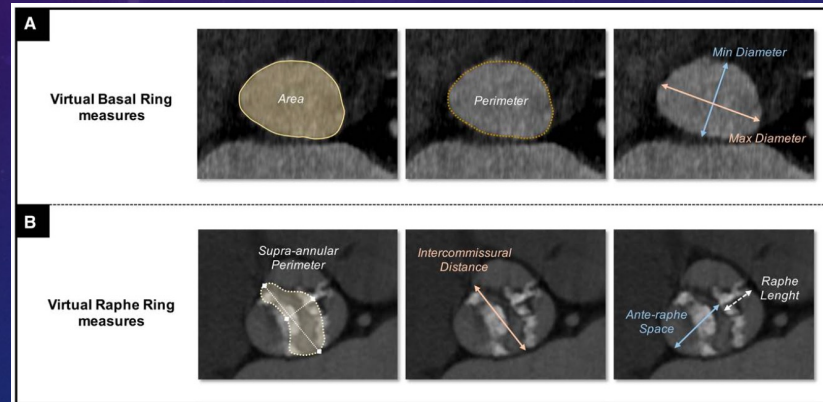 A
Virtual Basal Ring
measures
Area
Perimeter
Min Diameter
Max Diameter
B
Virtual Raphe Ring
measures
Supra-annular
Perimeter
Intercommissural
Distance
Raphe
Lenght
Ante-raphe
Space